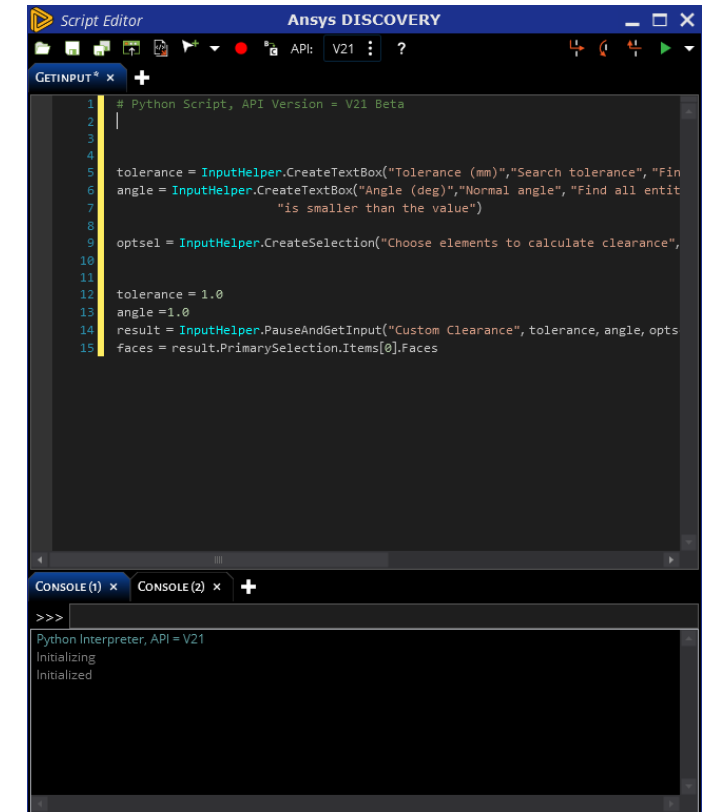 Script Editor Ansys DISCOVERY
API: V21 ?
GETINPUT* ×
1 # Python Script, API Version = V21 Beta
2
3
4
5 tolerance = InputHelper.CreateTextBox("Tolerance (mm)","Search tolerance", "Fin
6 angle = InputHelper.CreateTextBox("Angle (deg)","Normal angle", "Find all entit
7 "is smaller than the value")
8
9 optsel = InputHelper.CreateSelection("Choose elements to calculate clearance",
10
11
12 tolerance = 1.0
13 angle =1.0
14 result = InputHelper.PauseAndGetInput("Custom Clearance", tolerance, angle, opts
15 faces = result.PrimarySelection.Items[0].Faces
CONSOLE (1) × CONSOLE (2) ×
>>>
Python Interpreter, API = V21
Initializing
Initialized